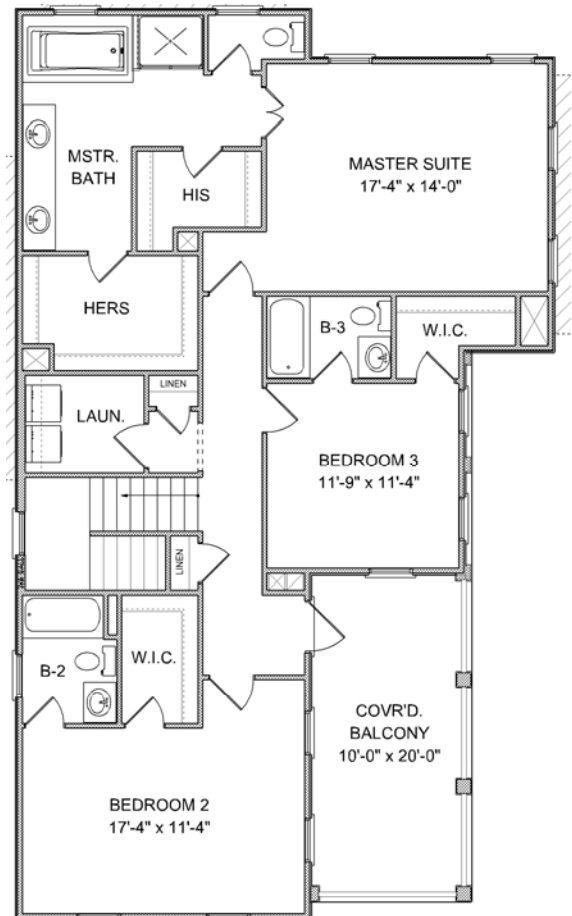 MSTR.
BATH
HIS
MASTER SUITE
17'-4" x 14'-0"
HERS
B-3
W.I.C.
LINEN
LAUN.
BEDROOM 3
11'-9" x 11'-4"
LINEN
B-2
W.I.C.
COVR'D.
BALCONY
10'-0" x 20'-0"
BEDROOM 2
17'-4" x 11'-4"